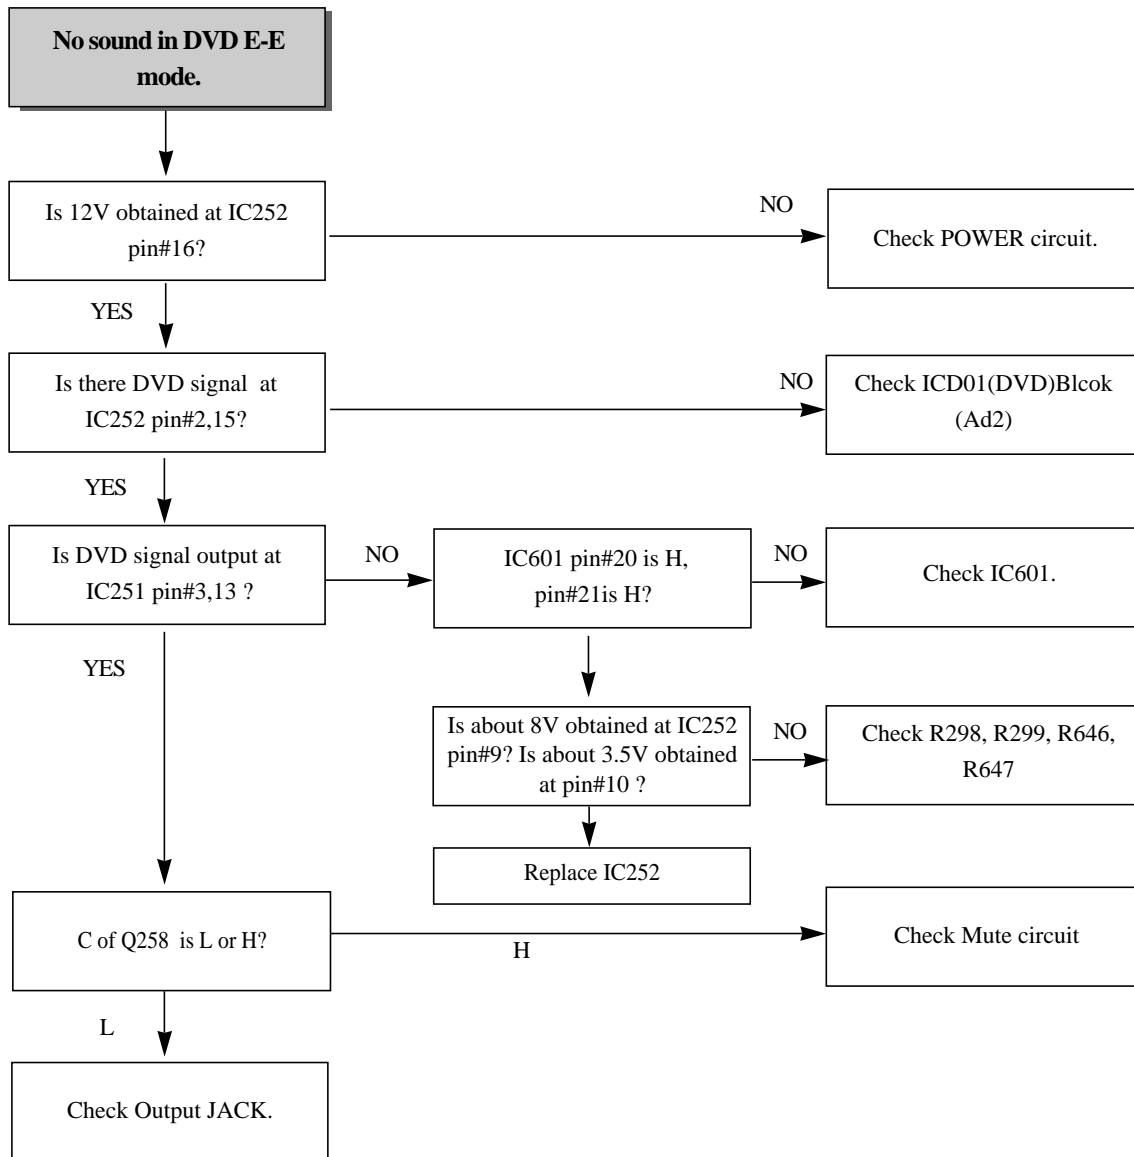 No sound in DVD E-E
mode.
Is 12V obtained at IC252
pin#16?
NO
Check POWER circuit.
YES
Is there DVD signal at
IC252 pin#2,15?
NO
Check ICD01(DVD)Blcok
(Ad2)
YES
Is DVD signal output at
IC251 pin#3,13 ?
NO
IC601 pin#20 is H,
pin#21is H?
NO
Check IC601.
YES
Is about 8V obtained at IC252
pin#9? Is about 3.5V obtained
at pin#10 ?
NO
Check R298, R299, R646,
R647
Replace IC252
C of Q258 is L or H?
H
Check Mute circuit
L
Check Output JACK.